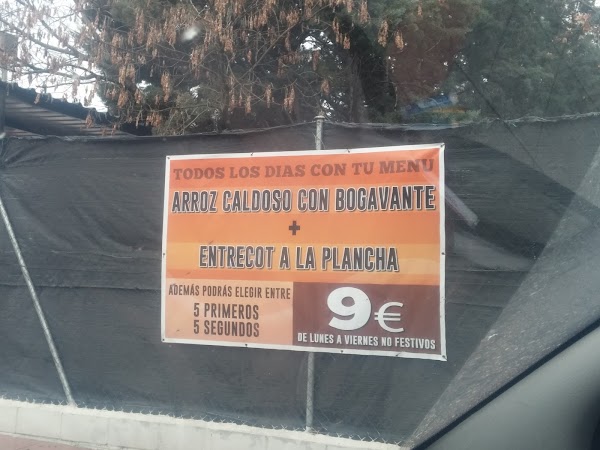 TODOS LOS DIAS CON TU MENU
ARROZ CALDOSO CON BOGAVANTE
+
ENTRECOT A LA PLANCHA
ADEMÁS PODRÁS ELEGIR ENTRE
5 PRIMEROS
5 SEGUNDOS
9€
DE LUNES A VIERNES NO FESTIVOS